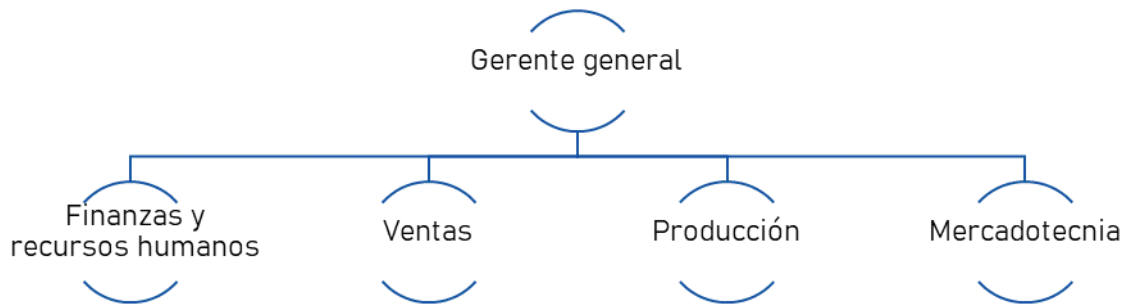 Gerente general
Finanzas y
recursos humanos
Ventas
Producción
Mercadotecnia